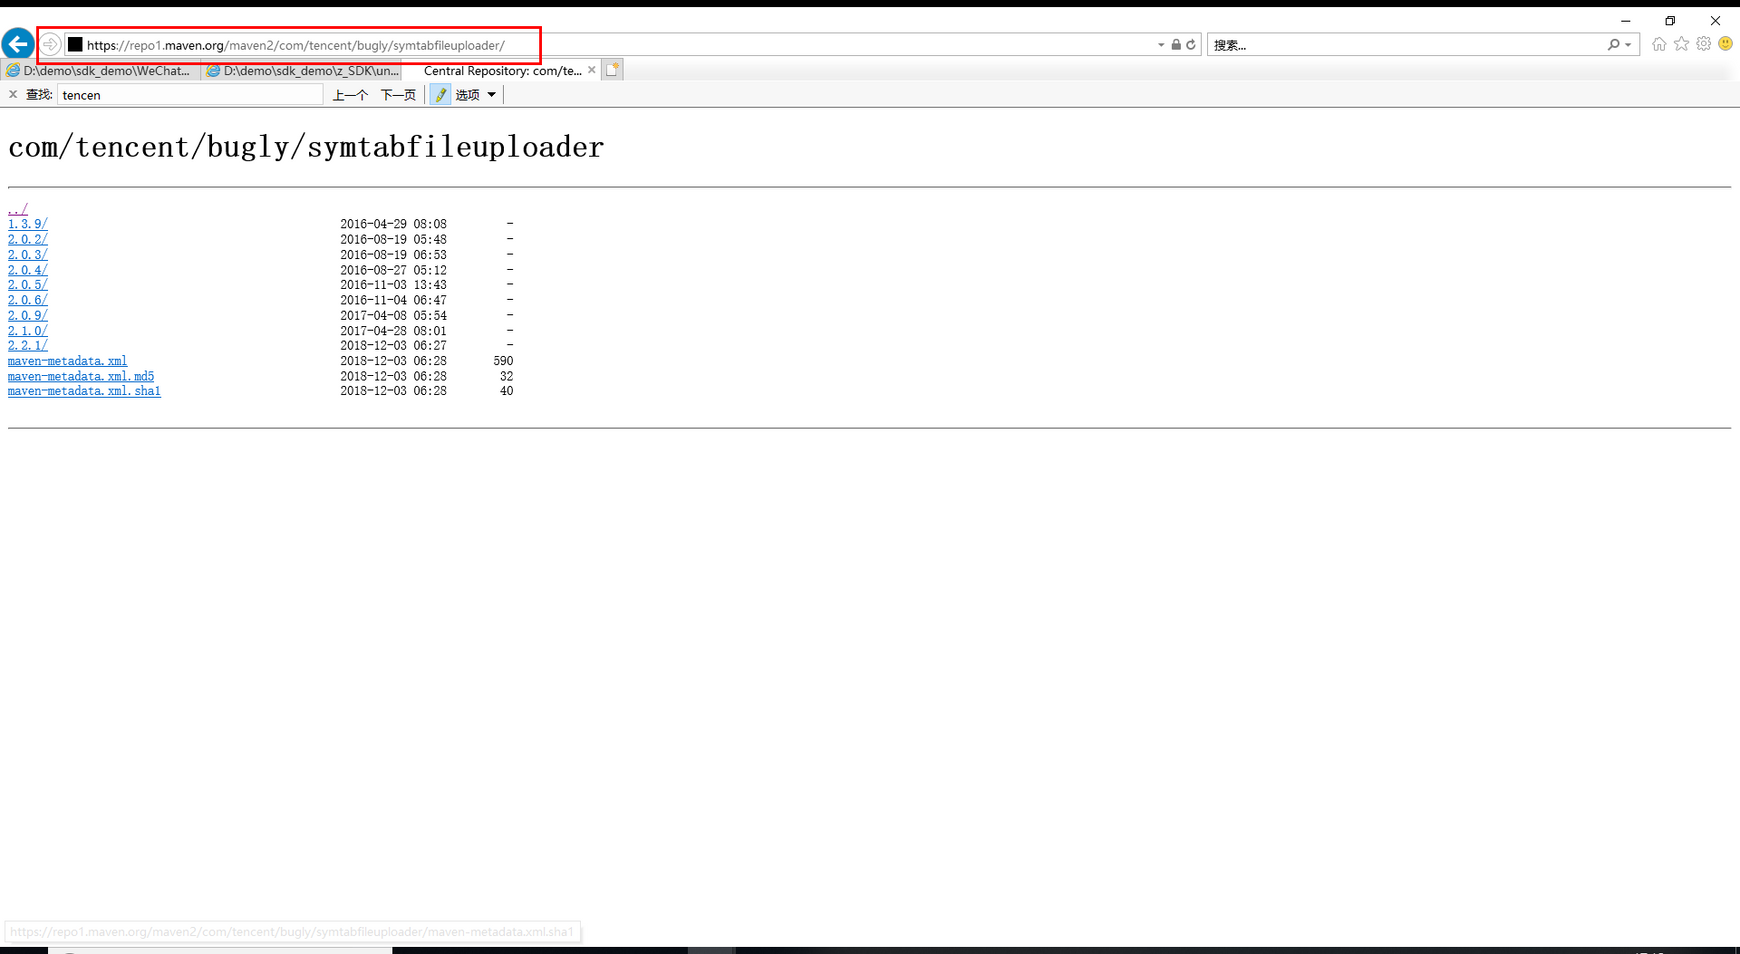 https://repo1.maven.org/maven2/com/tencent/bugly/symtabfileuploader/
搜索...
D:\demo\sdk_demo\WeChat...
D:\demo\sdk_demo\z_SDK\un...
Central Repository: com/te...
查找: tencen 上一个 下一页 选项
com/tencent/bugly/symtabfileuploader
../
1.3.9/ 2016-04-29 08:08 -
2.0.2/ 2016-08-19 05:48 -
2.0.3/ 2016-08-19 06:53 -
2.0.4/ 2016-08-27 05:12 -
2.0.5/ 2016-11-03 13:43 -
2.0.6/ 2016-11-04 06:47 -
2.0.9/ 2017-04-08 05:54 -
2.1.0/ 2017-04-28 08:01 -
2.2.1/ 2018-12-03 06:27 -
maven-metadata.xml 2018-12-03 06:28 590
maven-metadata.xml.md5 2018-12-03 06:28 32
maven-metadata.xml.sha1 2018-12-03 06:28 40
https://repo1.maven.org/maven2/com/tencent/bugly/symtabfileuploader/maven-metadata.xml.sha1